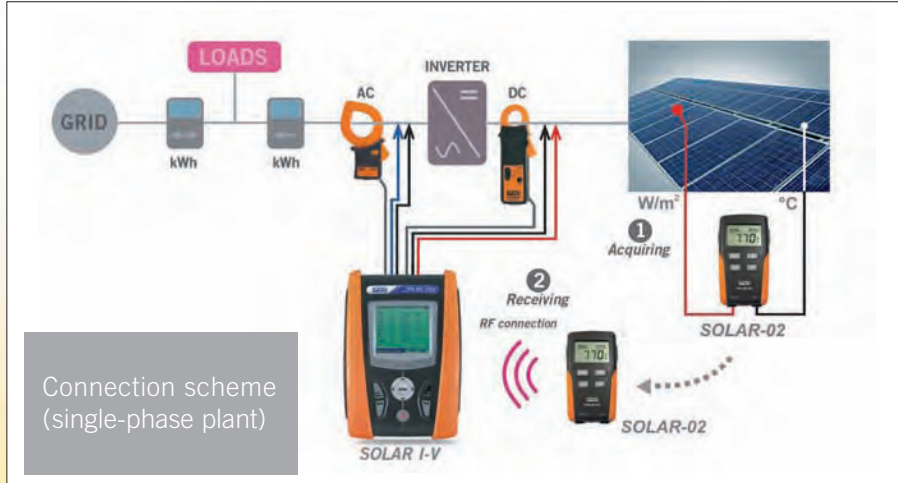 LOADS
INVERTER
AC
DC
GRID
kWh
kWh
W/m²
°C
1
Acquiring
2
Receiving
RF connection
SOLAR-02
SOLAR-02
SOLAR I-V
Connection scheme
(single-phase plant)